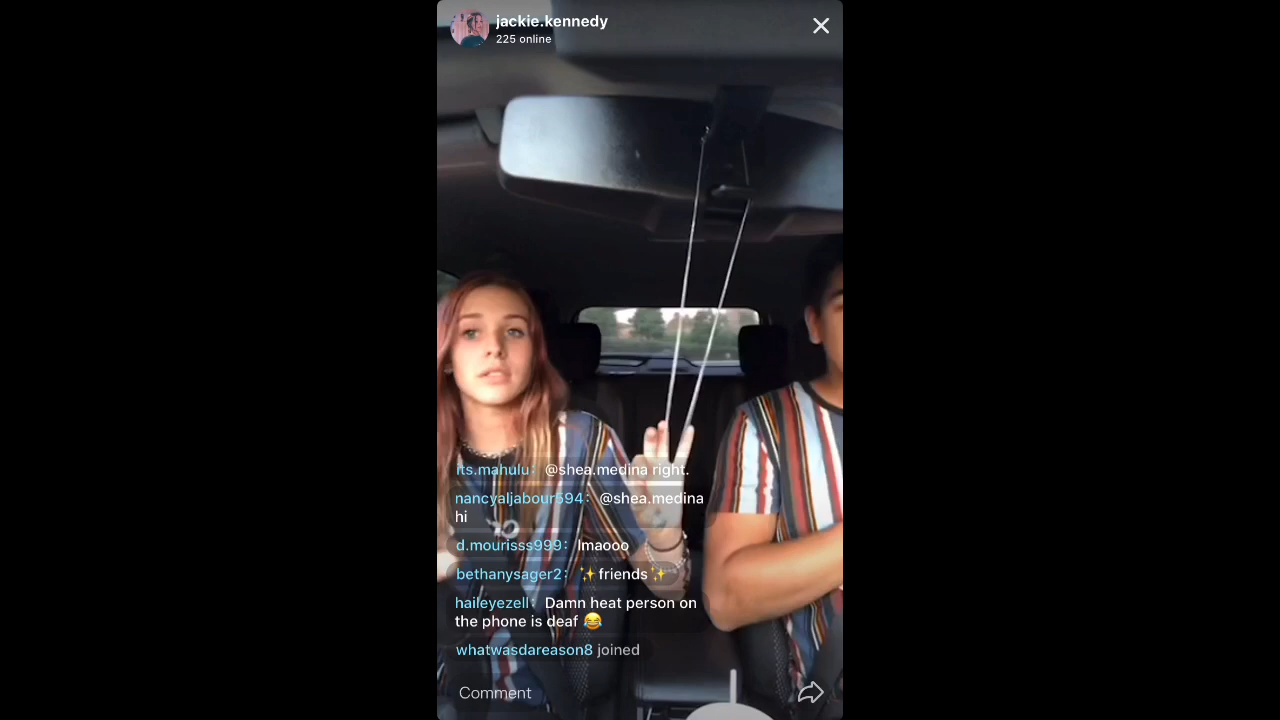 jackie.kennedy
225 online
its.mahulu: @shea.medina right.
nancyaljabour594: @shea.medina
hi
d.mourisss999: lmaooo
bethanysager2: ✨friends✨
haileyezell: Damn heat person on
the phone is deaf 😂
whatwasdareason8 joined
Comment